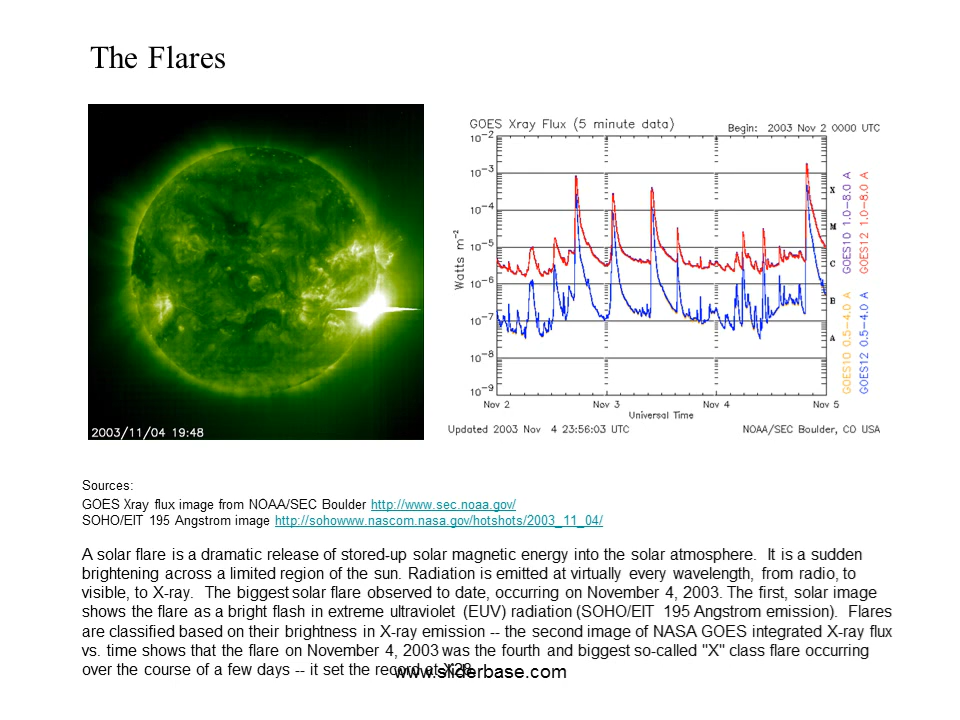 The Flares
2003/11/04 19:48
GOES Xray Flux (5 minute data)
Begin: 2003 Nov 2 0000 UTC
10-2
10-3
10-4
10-5
10-6
10-7
10-8
10-9
Watts m-2
X
M
C
B
A
GOES10 1.0-8.0 A
GOES12 1.0-8.0 A
GOES10 0.5-4.0 A
GOES12 0.5-4.0 A
Nov 2
Nov 3
Nov 4
Nov 5
Universal Time
Updated 2003 Nov 4 23:56:03 UTC
NOAA/SEC Boulder, CO USA
Sources:
GOES Xray flux image from NOAA/SEC Boulder http://www.sec.noaa.gov/
SOHO/EIT 195 Angstrom image http://sohowww.nascom.nasa.gov/hotshots/2003_11_04/
A solar flare is a dramatic release of stored-up solar magnetic energy into the solar atmosphere. It is a sudden
brightening across a limited region of the sun. Radiation is emitted at virtually every wavelength, from radio, to
visible, to X-ray. The biggest solar flare observed to date, occurring on November 4, 2003. The first, solar image
shows the flare as a bright flash in extreme ultraviolet (EUV) radiation (SOHO/EIT 195 Angstrom emission). Flares
are classified based on their brightness in X-ray emission -- the second image of NASA GOES integrated X-ray flux
vs. time shows that the flare on November 4, 2003 was the fourth and biggest so-called "X" class flare occurring
over the course of a few days -- it set the record at X28.
www.sliderbase.com